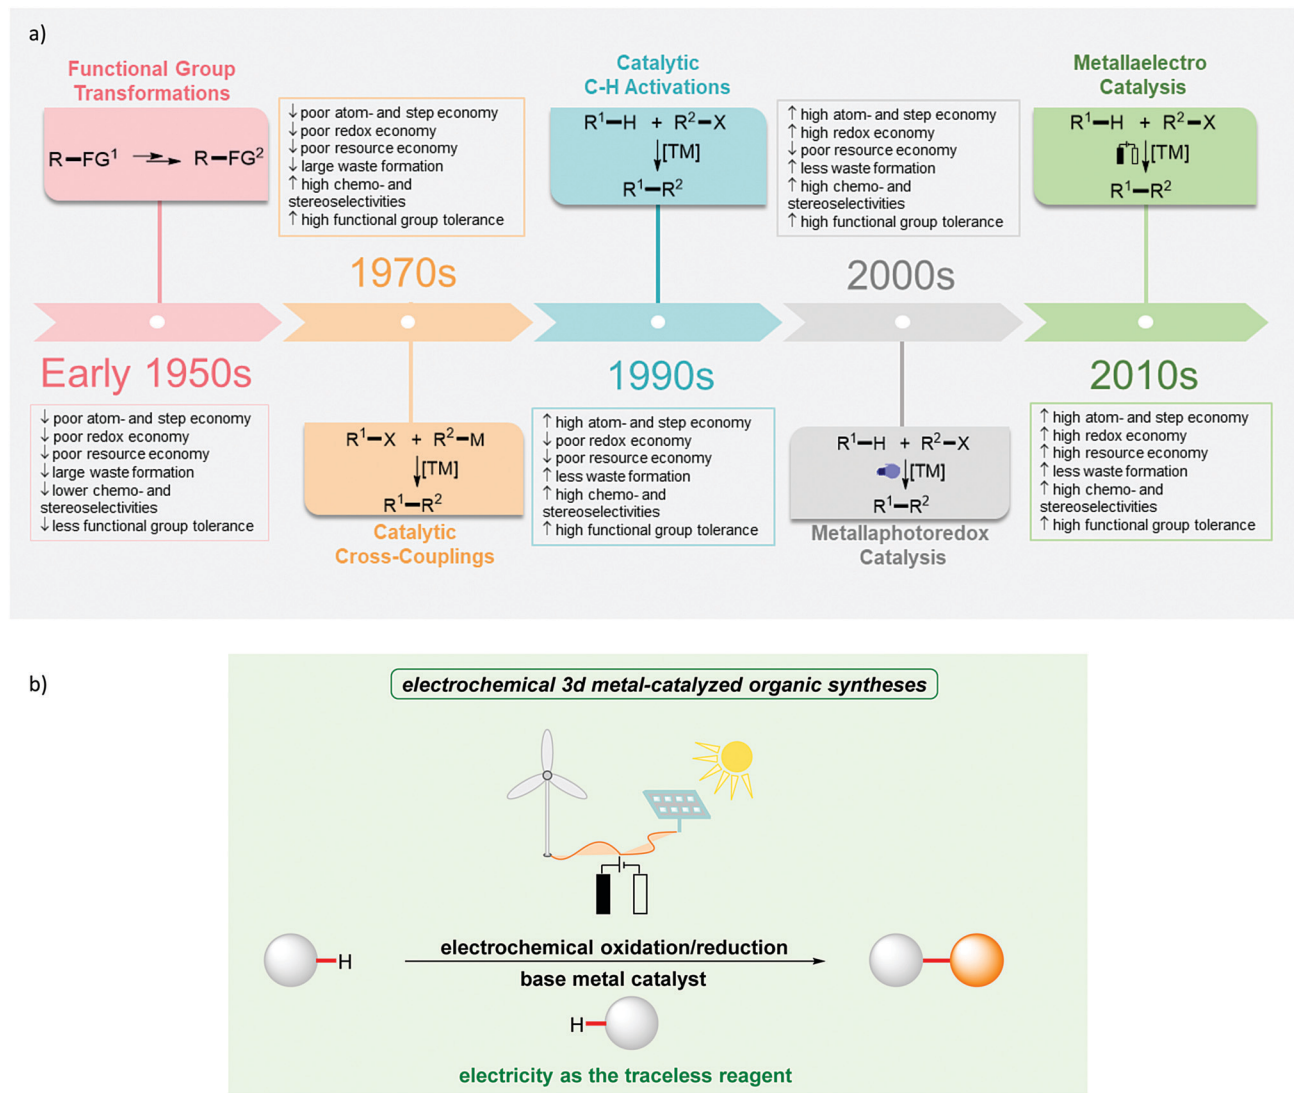 a)
Functional Group
Transformations
R–FG¹ R–FG²
Early 1950s
↓ poor atom- and step economy
↓ poor redox economy
↓ poor resource economy
↓ large waste formation
↓ lower chemo- and
stereoselectivities
↓ less functional group tolerance
↓ poor atom- and step economy
↓ poor redox economy
↓ poor resource economy
↓ large waste formation
↑ high chemo- and
stereoselectivities
↑ high functional group tolerance
1970s
R¹–X + R²–M
[TM]
R¹–R²
Catalytic
Cross-Couplings
Catalytic
C-H Activations
R¹–H + R²–X
[TM]
R¹–R²
1990s
↑ high atom- and step economy
↓ poor redox economy
↓ poor resource economy
↑ less waste formation
↑ high chemo- and
stereoselectivities
↑ high functional group tolerance
↑ high atom- and step economy
↑ high redox economy
↓ poor resource economy
↑ less waste formation
↑ high chemo- and
stereoselectivities
↑ high functional group tolerance
2000s
R¹–H + R²–X
[TM]
R¹–R²
Metallaphotoredox
Catalysis
Metallaelectro
Catalysis
R¹–H + R²–X
[TM]
R¹–R²
2010s
↑ high atom- and step economy
↑ high redox economy
↑ high resource economy
↑ less waste formation
↑ high chemo- and
stereoselectivities
↑ high functional group tolerance
b)
electrochemical 3d metal-catalyzed organic syntheses
H
electrochemical oxidation/reduction
base metal catalyst
H
electricity as the traceless reagent